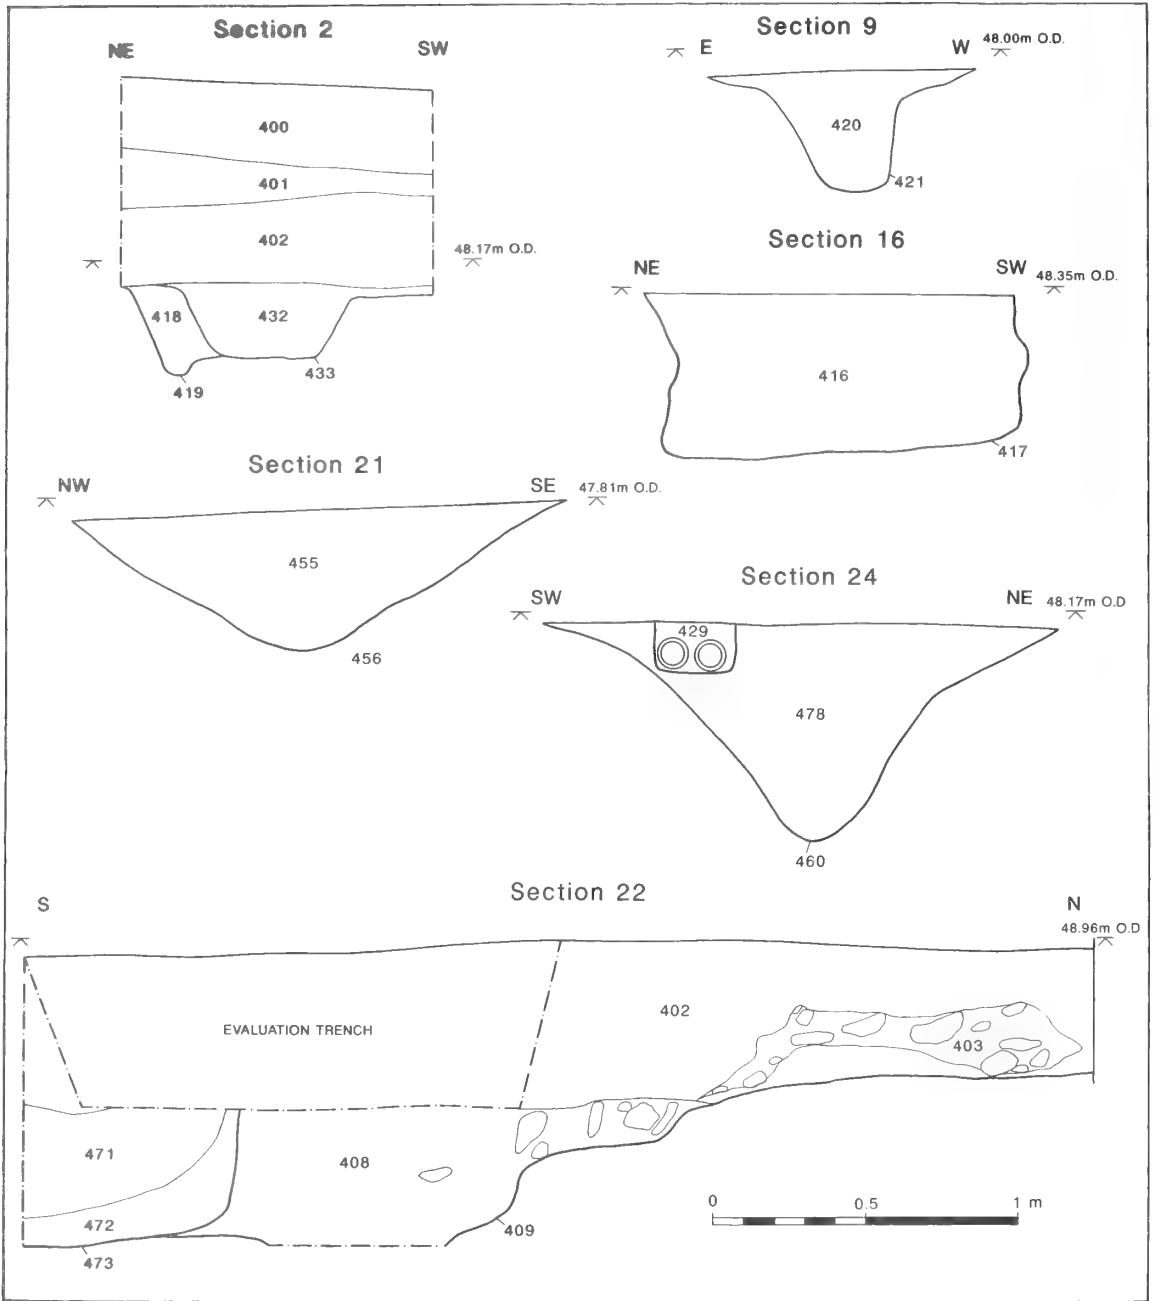 Section 2
NE SW
400
401
402
48.17m O.D.
418 432
419 433
Section 9
E W 48.00m O.D.
420
421
Section 16
NE SW 48.35m O.D.
416
417
Section 21
NW SE 47.81m O.D.
455
456
Section 24
SW NE 48.17m O.D
429
478
460
Section 22
S N
48.96m O.D
EVALUATION TRENCH 402
403
471 408
472 409
473
0 0.5 1 m